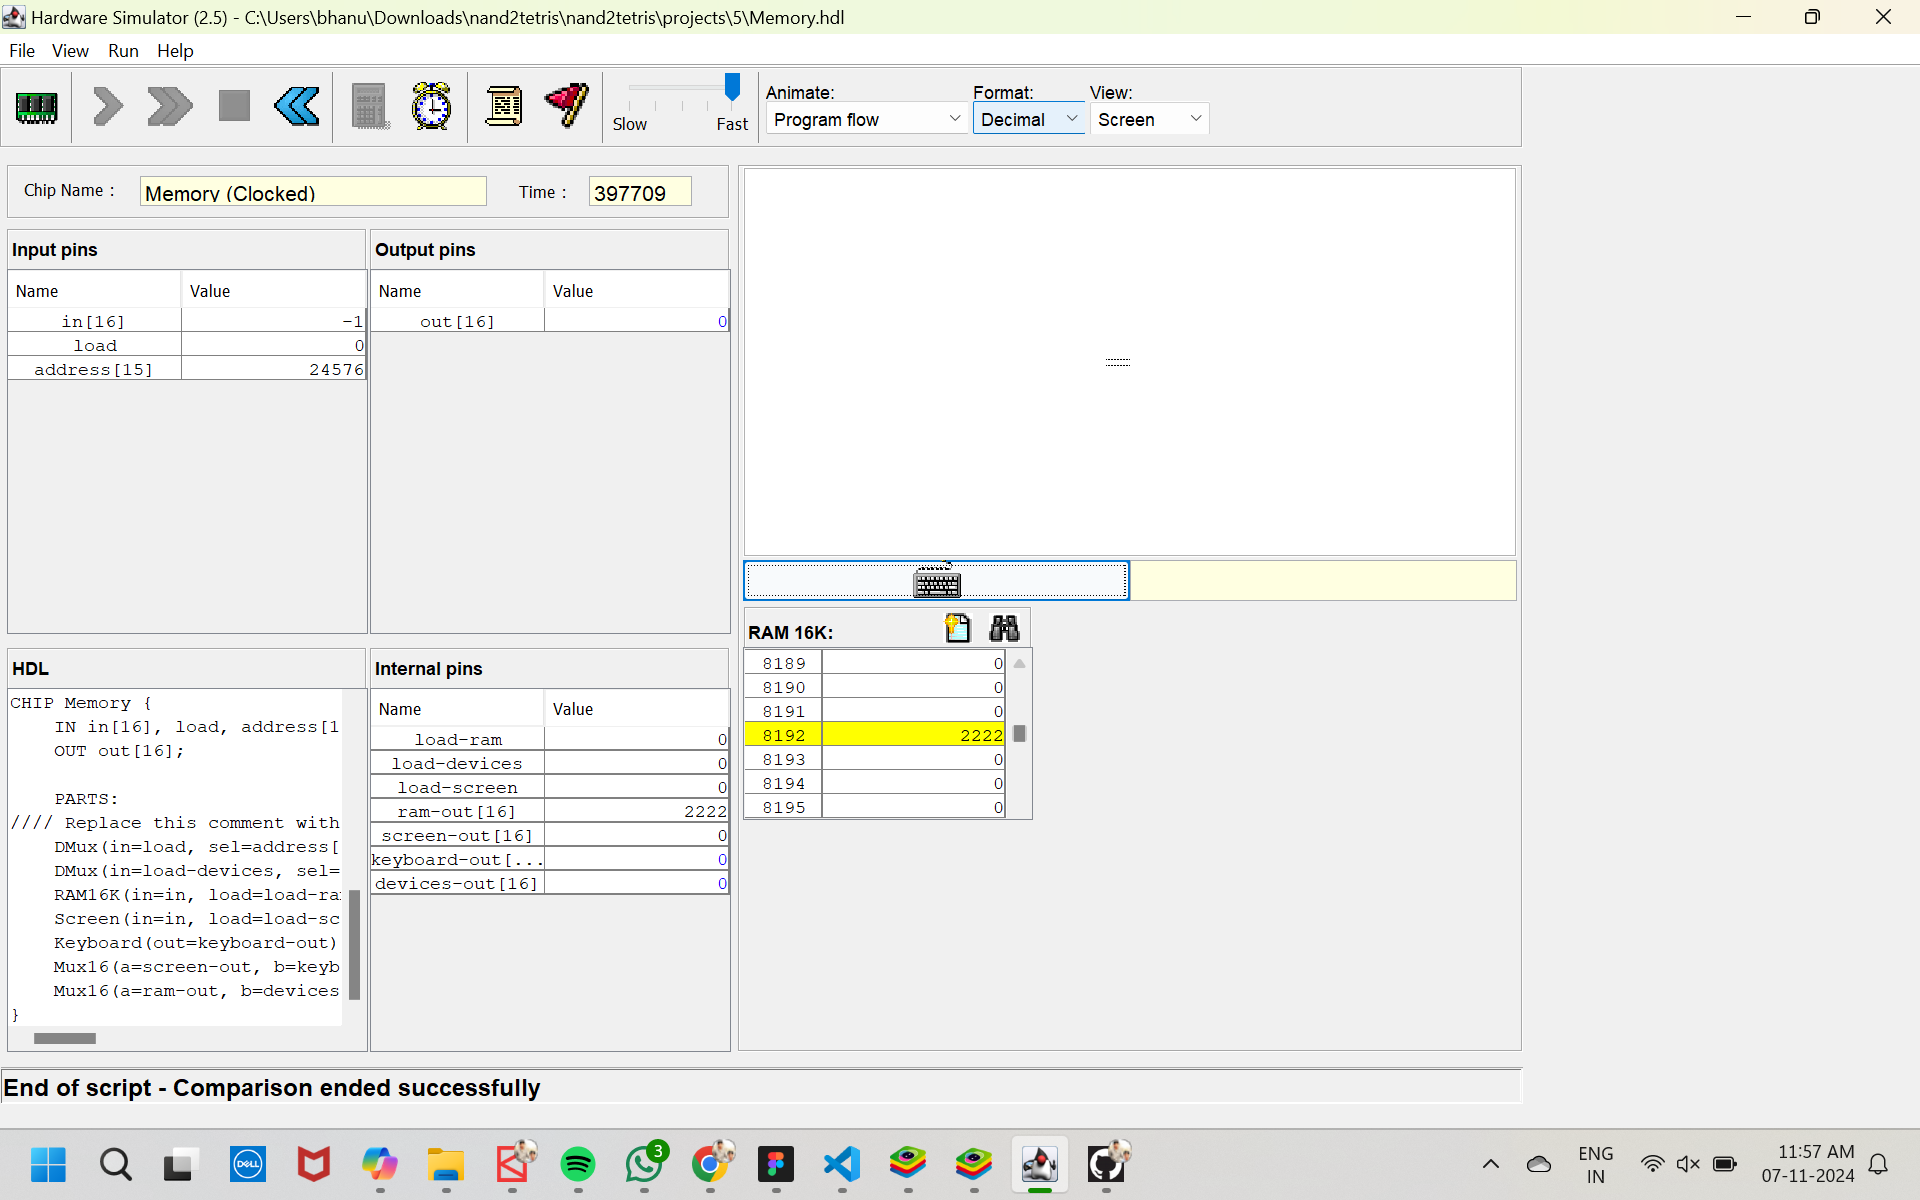 Hardware Simulator (2.5) - C:\Users\bhanu\Downloads\nand2tetris\nand2tetris\projects\5\Memory.hdl
File View Run Help
Slow Fast
Animate: Format: View:
Program flow Decimal Screen
Chip Name : Memory (Clocked) Time : 397709
Input pins
Name Value
in[16] -1
load 0
address[15] 24576
Output pins
Name Value
out[16] 0
HDL
CHIP Memory {
IN in[16], load, address[1
OUT out[16];
PARTS:
//// Replace this comment with
DMux(in=load, sel=address[
DMux(in=load-devices, sel=
RAM16K(in=in, load=load-ra
Screen(in=in, load=load-sc
Keyboard(out=keyboard-out)
Mux16(a=screen-out, b=keyb
Mux16(a=ram-out, b=devices
}
Internal pins
Name Value
load-ram 0
load-devices 0
load-screen 0
ram-out[16] 2222
screen-out[16] 0
keyboard-out[... 0
devices-out[16] 0
RAM 16K:
8189 0
8190 0
8191 0
8192 2222
8193 0
8194 0
8195 0
End of script - Comparison ended successfully
DELL
3
ENG
IN
11:57 AM
07-11-2024